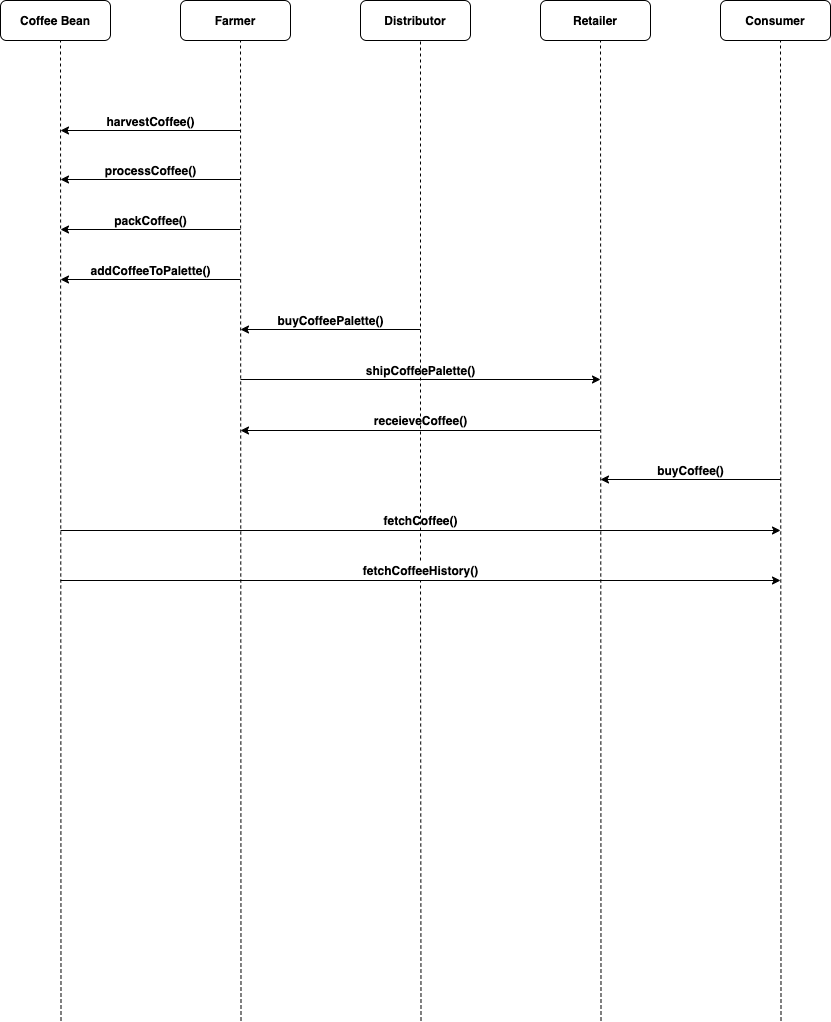 Coffee Bean
Farmer
Distributor
Retailer
Consumer
harvestCoffee()
processCoffee()
packCoffee()
addCoffeeToPalette()
buyCoffeePalette()
shipCoffeePalette()
receieveCoffee()
buyCoffee()
fetchCoffee()
fetchCoffeeHistory()